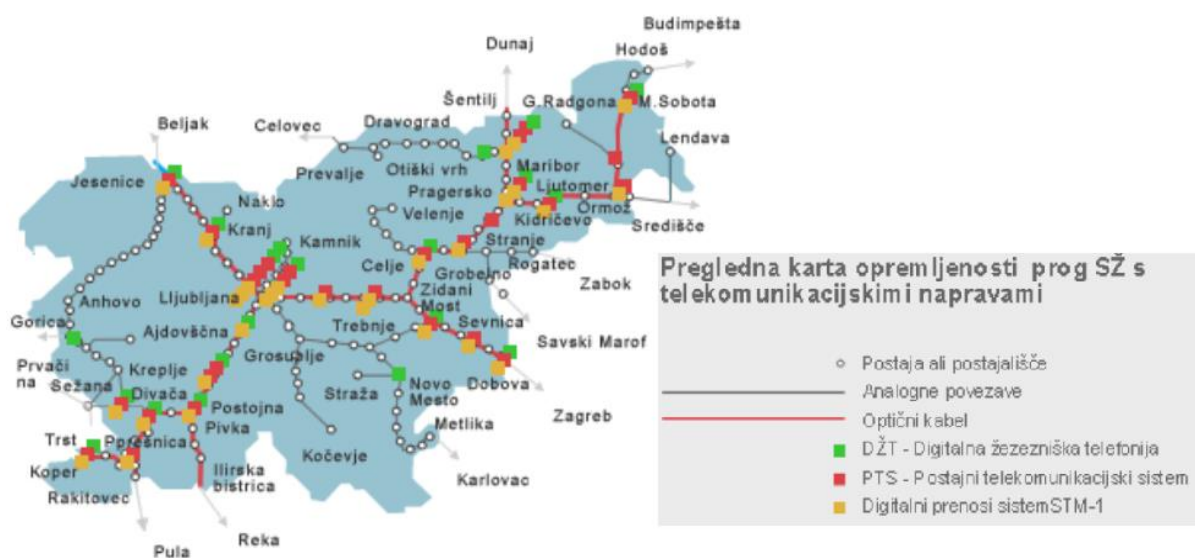 Budimpešta
Dunaj
Hodoš
Šentilj
G.Radgona
M.Sobota
Beljak
Celovec
Dravograd
Lendava
Prevalje
Otiški vrh
Maribor
Jesenice
Pragersko
Ljutomer
Naklo
Velenje
Kidričevo
Ormož
Središče
Kranj
Kamnik
Stranje
Celje
Rogatec
Grobelno
Zabok
Anhovo
LIjubljana
Zidani
Most
Gorica
Ajdovščna
Trebnje
Sevnica
Savski Marof
Prvači
na
Kreplje
Grosuplje
Sežana
Divača
Straža
Novo
Mesto
Dobova
Postojna
Zagreb
Pivka
Metlika
Trst
Prešnica
Kočevje
Koper
Ilirska
bistrica
Karlovac
Rakitovec
Reka
Pula
Pregledna karta opremljenosti prog SŽ s
telekomunikacijskimi napravami
Postaja ali postajališče
Analogne povezave
Optični kabel
DŽT - Digitalna žezezniška telefonija
PTS - Postajni telekomunikacijski sistem
Digitalni prenosi sistemSTM-1